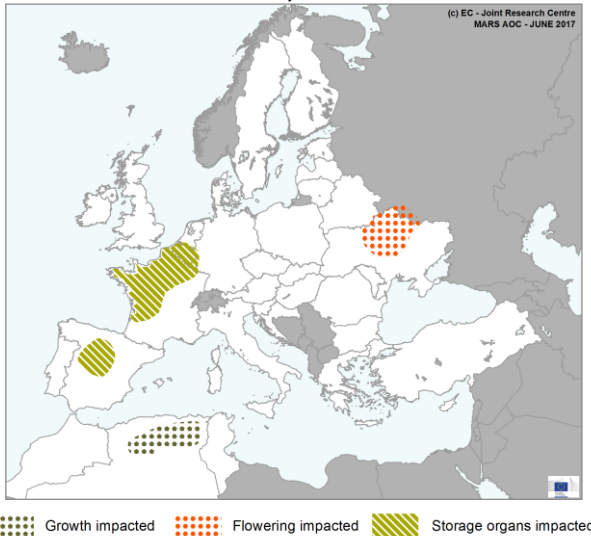 (c) EC - Joint Research Centre
MARS AOC - JUNE 2017
Growth impacted Flowering impacted Storage organs impacted